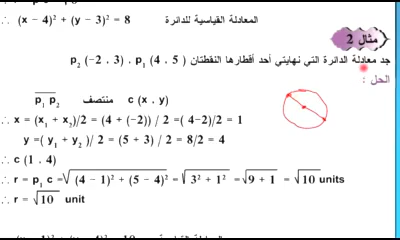 ∴ (x - 4)² + (y - 3)² = 8 المعادلة القياسية للدائرة
مثال 2
جد معادلة الدائرة التي نهايتي أحد أقطارها النقطتان p₂ (-2 , 3) , p₁ (4 , 5)
الحل :
c (x , y) منتصف p₁ p₂
∴ x = (x₁ + x₂)/2 = (4 + (-2)) / 2 = (4-2)/2 = 1
y = ( y₁ + y₂ )/ 2 = (5 + 3) / 2 = 8/2 = 4
∴ c (1 , 4)
∴ r = p₁ c = √(4 – 1)² + (5 – 4)² = √3² + 1² = √9 + 1 = √10 units
∴ r = √10 unit